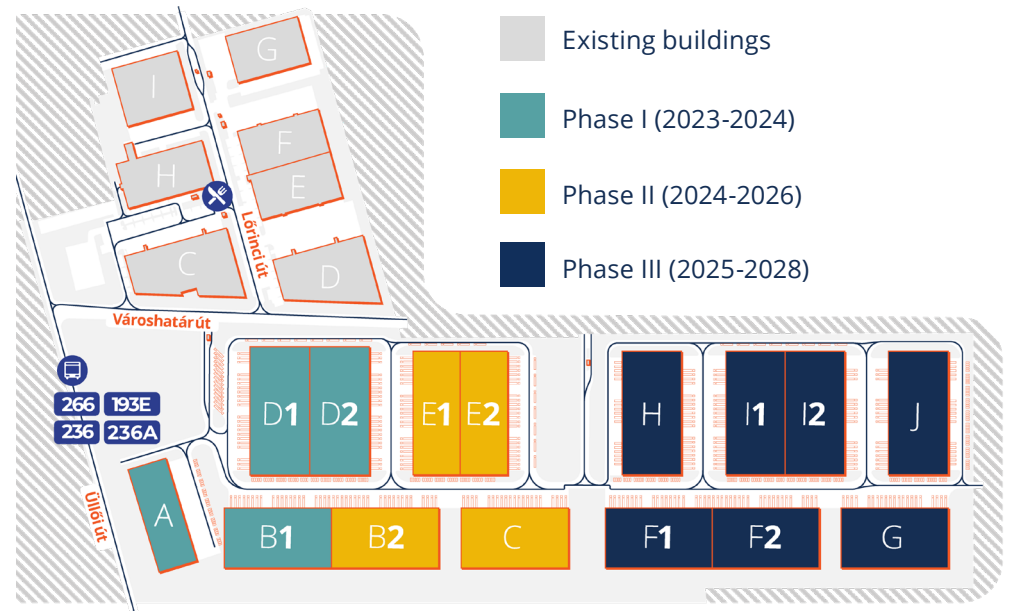 Existing buildings
Phase I (2023-2024)
Phase II (2024-2026)
Phase III (2025-2028)
G
I
F
H
E
C
D
Lőrinci út
Városhatár út
266 193E
236 236A
Üllői út
D1 D2
E1 E2
H
I1 I2
J
A
B1 B2
C
F1 F2
G